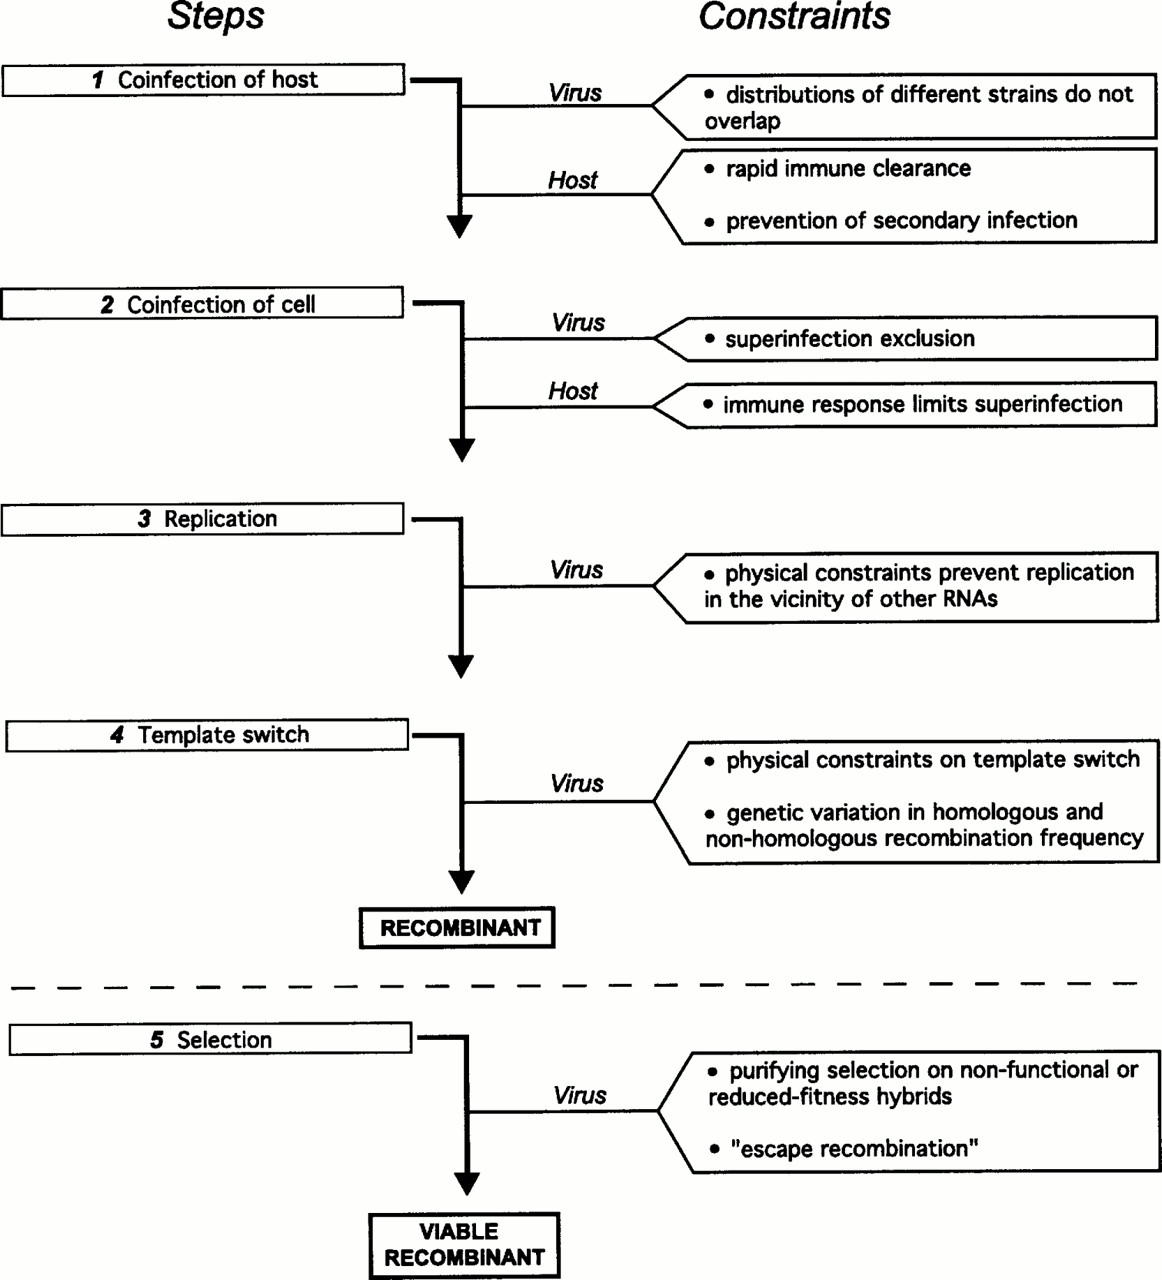 Steps
Constraints
1 Coinfection of host
Virus
• distributions of different strains do not
overlap
Host
• rapid immune clearance
• prevention of secondary infection
2 Coinfection of cell
Virus
• superinfection exclusion
Host
• immune response limits superinfection
3 Replication
Virus
• physical constraints prevent replication
in the vicinity of other RNAs
4 Template switch
Virus
• physical constraints on template switch
• genetic variation in homologous and
non-homologous recombination frequency
RECOMBINANT
5 Selection
Virus
• purifying selection on non-functional or
reduced-fitness hybrids
• "escape recombination"
VIABLE
RECOMBINANT